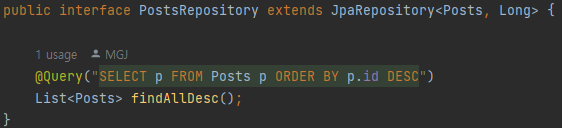 public interface PostsRepository extends JpaRepository<Posts, Long> {
1 usage MGJ
@Query("SELECT p FROM Posts p ORDER BY p.id DESC")
List<Posts> findAllDesc();
}